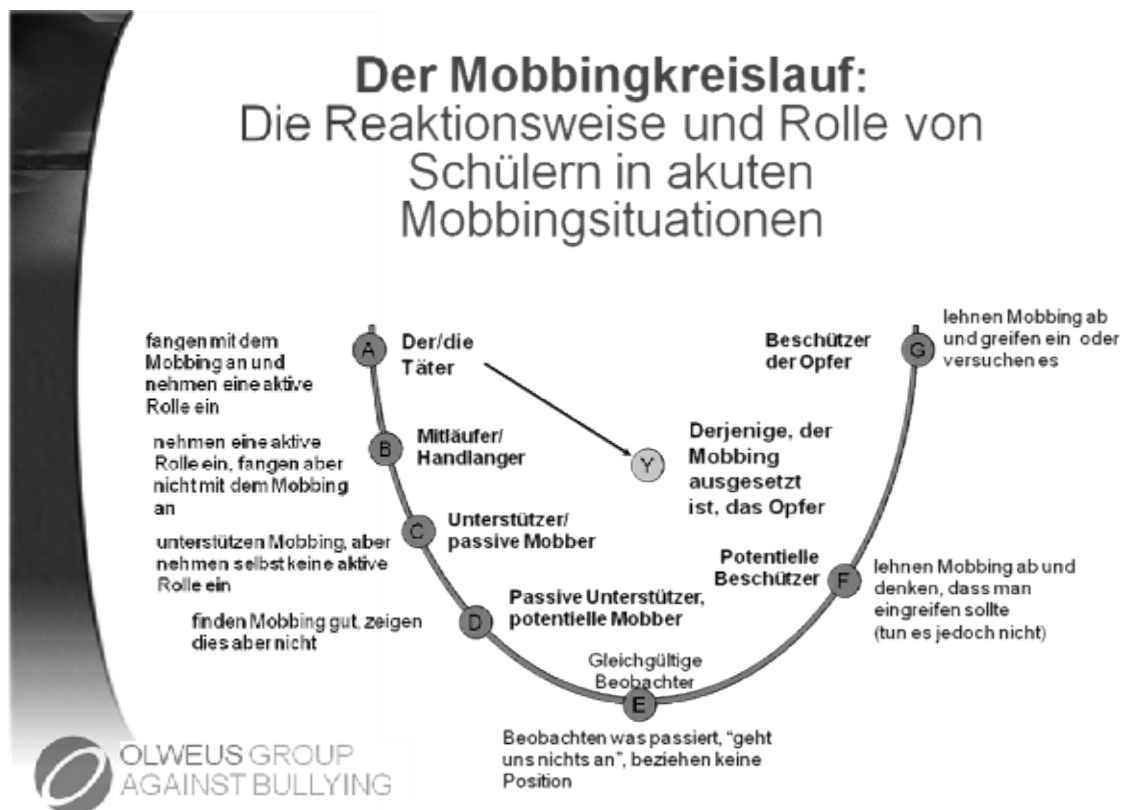 Der Mobbingkreislauf:
Die Reaktionsweise und Rolle von
Schülern in akuten
Mobbingsituationen
fangen mit dem
Mobbing an und
nehmen eine aktive
Rolle ein
A
Der/die
Täter
nehmen eine aktive
Rolle ein, fangen aber
nicht mit dem Mobbing
an
B
Mitläufer/
Handlanger
unterstützen Mobbing, aber
nehmen selbst keine aktive
Rolle ein
C
Unterstützer/
passive Mobber
finden Mobbing gut, zeigen
dies aber nicht
D
Passive Unterstützer,
potentielle Mobber
Gleichgültige
Beobachter
E
Beobachten was passiert, "geht
uns nichts an", beziehen keine
Position
Y
Derjenige, der
Mobbing
ausgesetzt
ist, das Opfer
Potentielle
Beschützer
F
lehnen Mobbing ab und
denken, dass man
eingreifen sollte
(tun es jedoch nicht)
Beschützer
der Opfer
G
lehnen Mobbing ab
und greifen ein oder
versuchen es
OLWEUS GROUP
AGAINST BULLYING